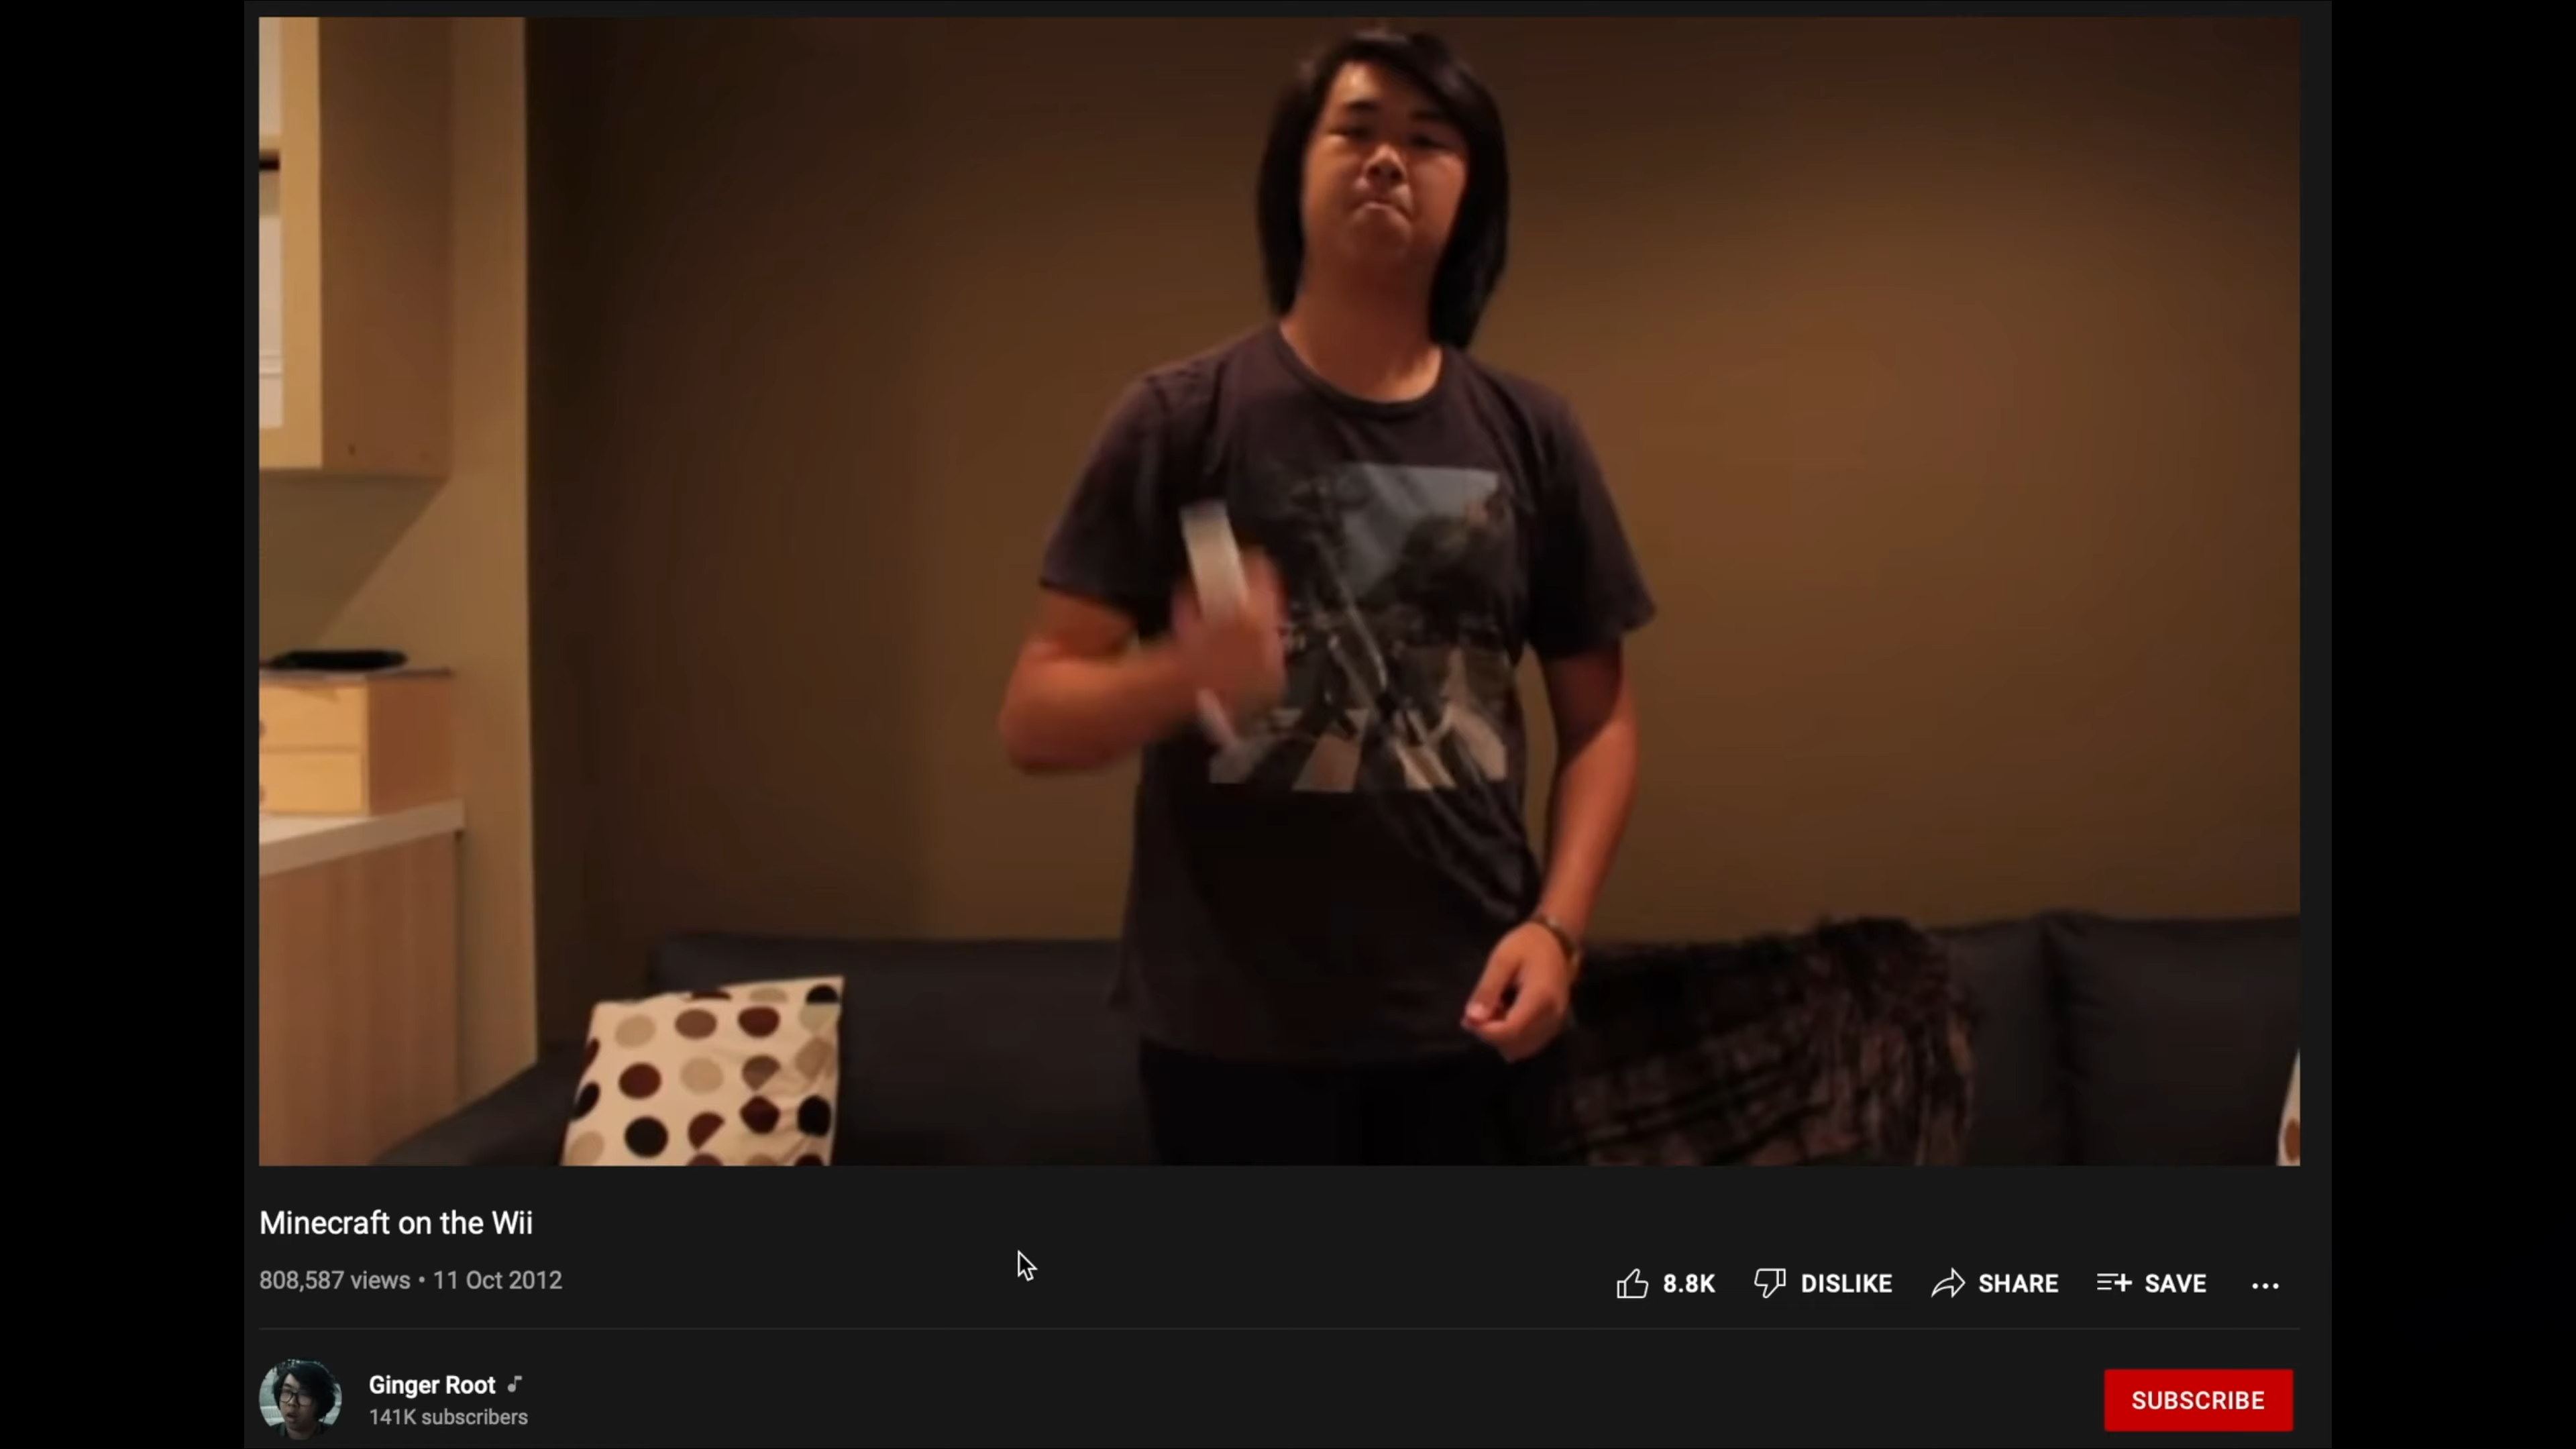 Minecraft on the Wii
808,587 views • 11 Oct 2012
8.8K DISLIKE SHARE SAVE ...
Ginger Root
141K subscribers
SUBSCRIBE